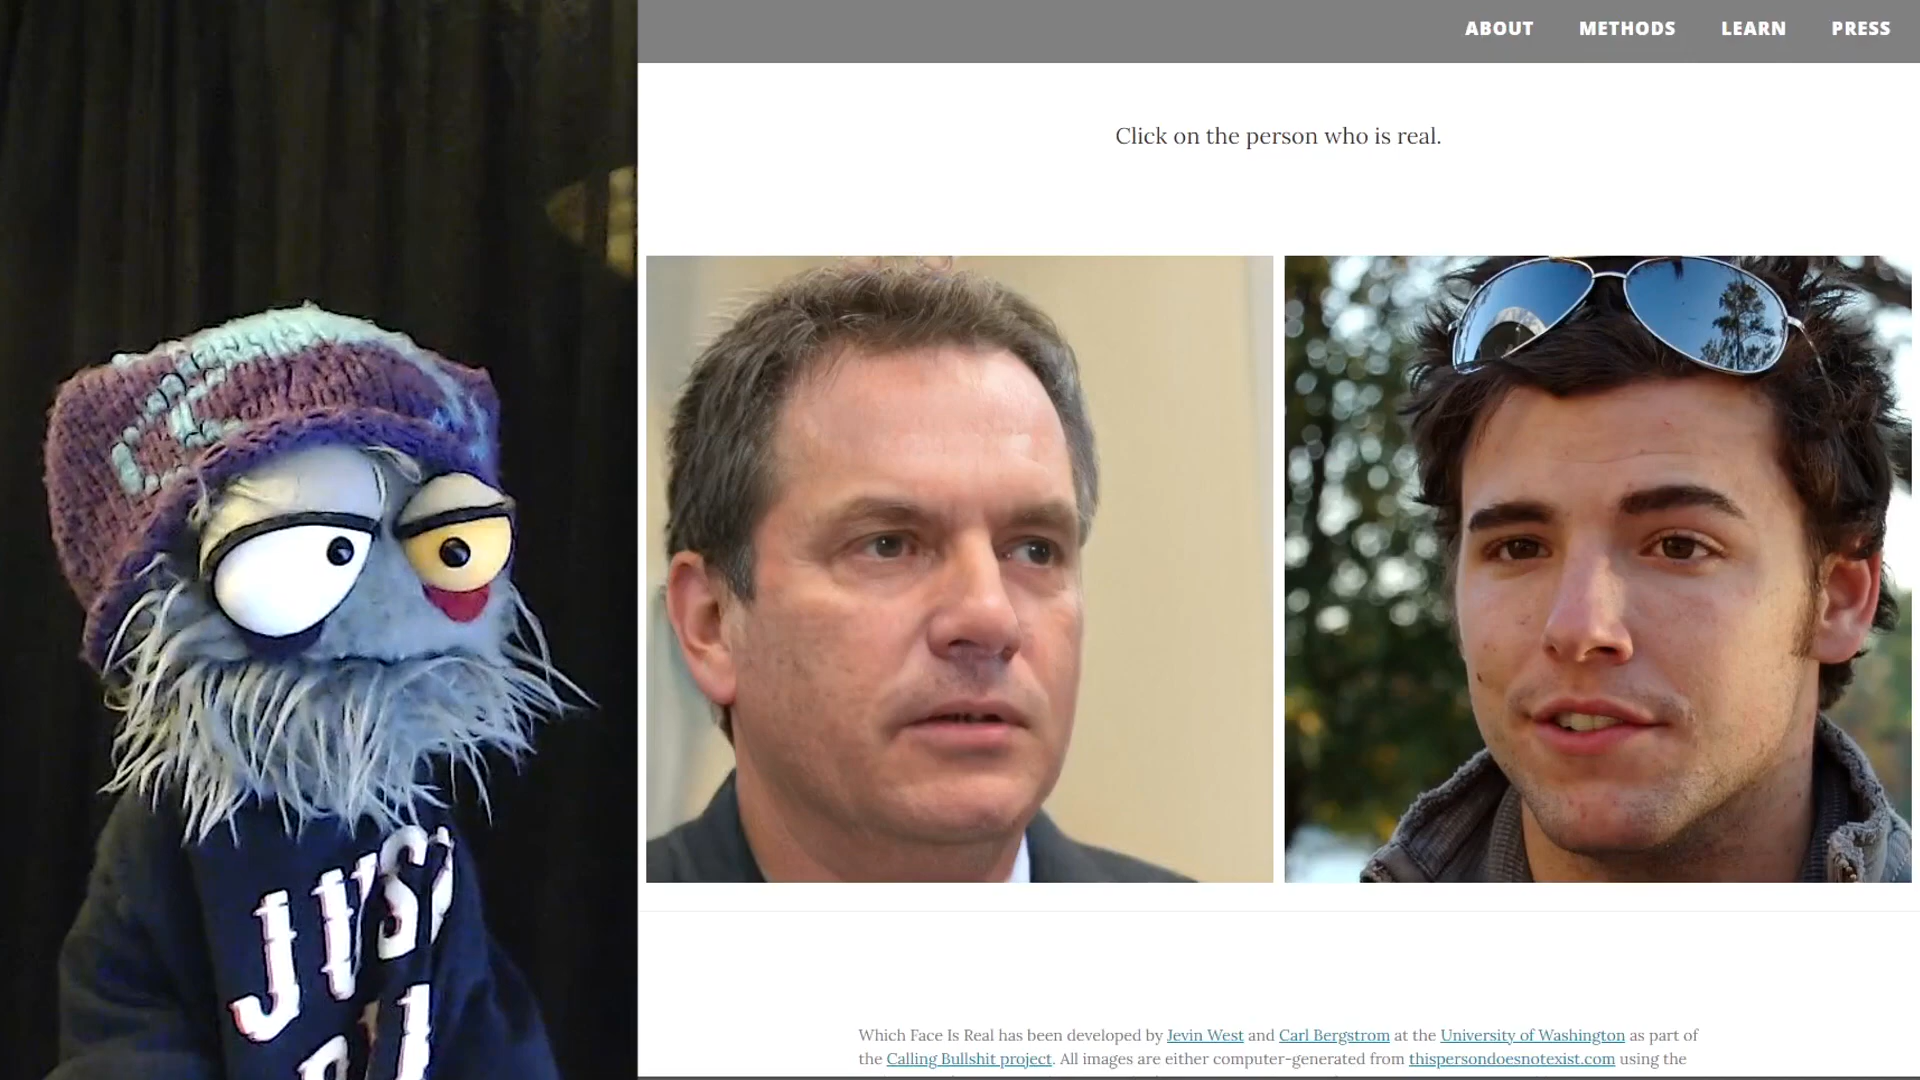 ABOUT METHODS LEARN PRESS
Click on the person who is real.
JUST
Which Face Is Real has been developed by Jevin West and Carl Bergstrom at the University of Washington as part of
the Calling Bullshit project. All images are either computer-generated from thispersondoesnotexist.com using the